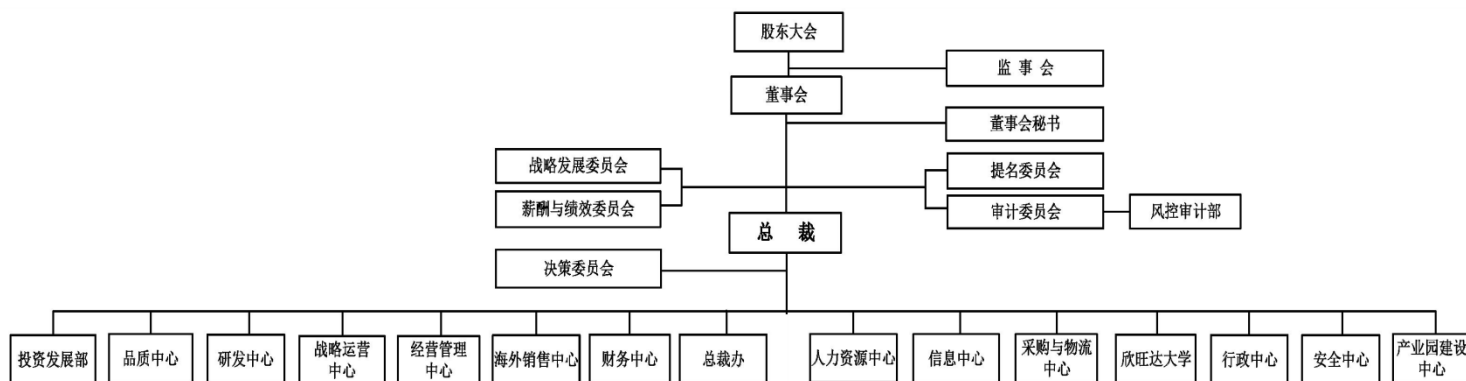 股东大会
监 事 会
董事会
董事会秘书
战略发展委员会
提名委员会
薪酬与绩效委员会
审计委员会
风控审计部
总 裁
决策委员会
投资发展部
品质中心
研发中心
战略运营
中心
经营管理
中心
海外销售中心
财务中心
总裁办
人力资源中心
信息中心
采购与物流
中心
欣旺达大学
行政中心
安全中心
产业园建设
中心